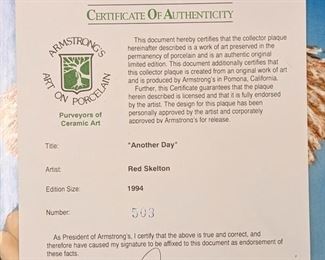 CERTIFICATE OF AUTHENTICITY
ARMSTRONG'S
ART ON PORCELAIN
Purveyors of
Ceramic Art
This document hereby certifies that the collector plaque
hereinafter described is a work of art reserved in the
permanency of porcelain and is an authentic original
limited edition. This document additionally certifies that
this collector plaque is created from an original work of art
and is produced by Armstrong's in Pomona, California.
Further, this Certificate guarantees that the plaque
herein described is licensed and that it is fully endorsed
by the artist. The design for this plaque has been
personally approved by the artist and corporately
approved by Armstrong's for release.
Title: "Another Day"
Artist: Red Skelton
Edition Size: 1994
Number: 503
As President of Armstrong's, I certify that the above is true and correct, and
therefore have caused my signature to be affixed to this document as endorsement of
these facts.